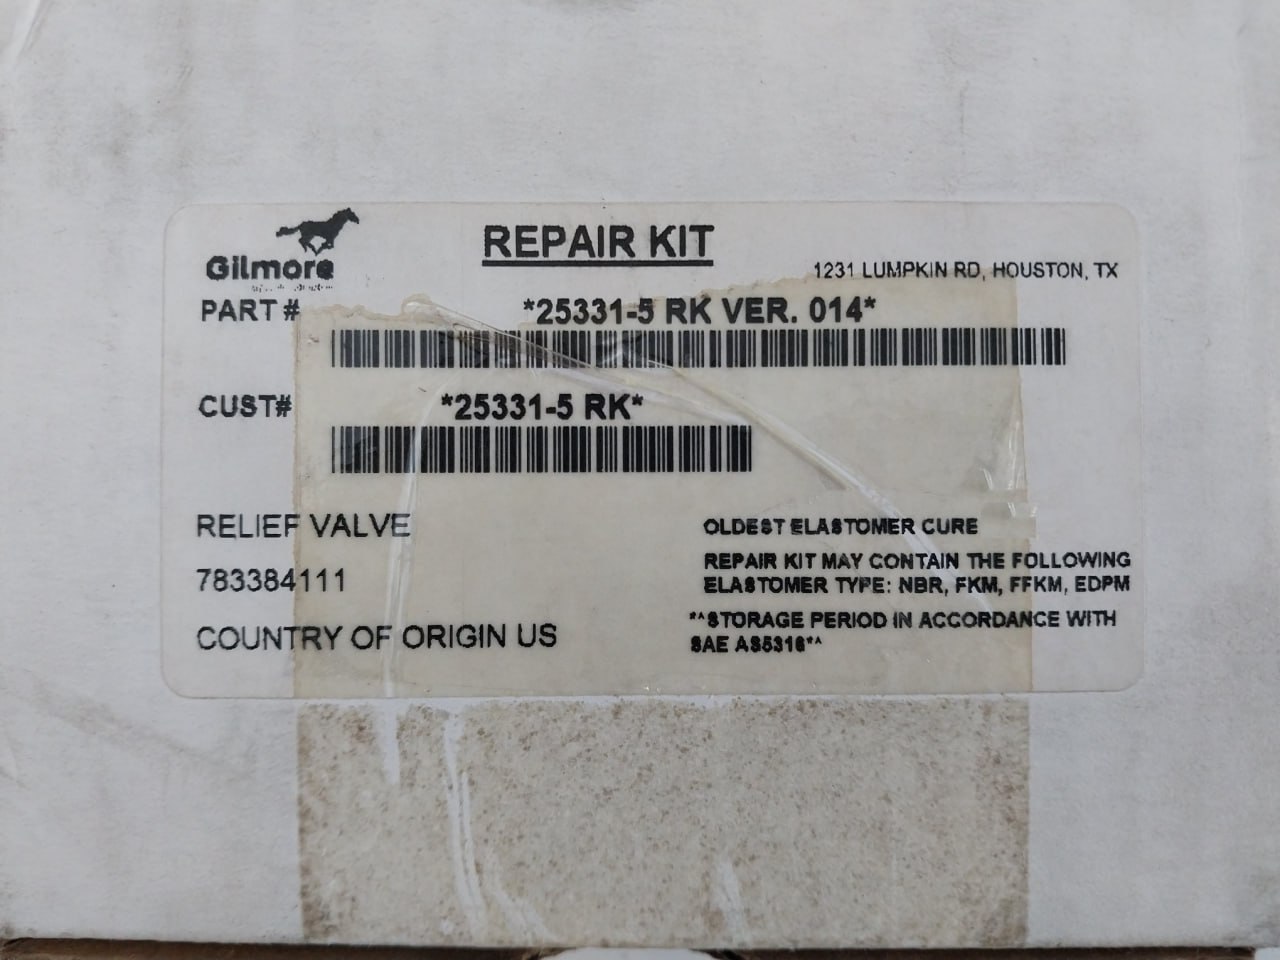 Gilmore
REPAIR KIT
1231 LUMPKIN RD, HOUSTON, TX
PART # *25331-5 RK VER. 014*
CUST# *25331-5 RK*
RELIEF VALVE
783384111
COUNTRY OF ORIGIN US
OLDEST ELASTOMER CURE
REPAIR KIT MAY CONTAIN THE FOLLOWING
ELASTOMER TYPE: NBR, FKM, FFKM, EDPM
**STORAGE PERIOD IN ACCORDANCE WITH
SAE AS5316**